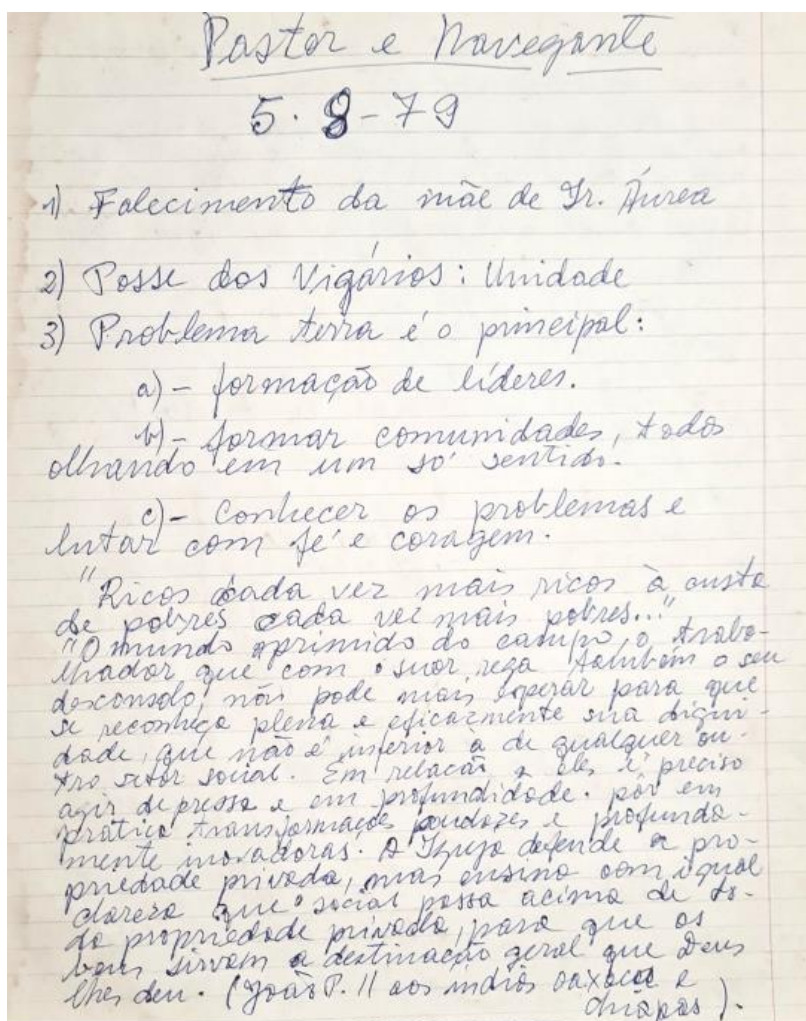 Pastor e Navegante
5.8-79
1) Falecimento da mãe de Ir. Áurea
2) Posse dos Vigários: Unidade
3) Problema terra é o principal:
a) - formação de líderes.
b) - formar comunidades, todos
olhando em um só sentido.
c) - Conhecer os problemas e
lutar com fé e coragem.
"Ricos cada vez mais ricos à custa
de pobres cada vez mais pobres..."
"O mundo oprimido do campo, o traba-
lhador que com o suor rega também o seu
desconsolo, não pode mais esperar para que
se reconheça plena e eficazmente sua digni-
dade, que não é inferior à de qualquer ou-
tro setor social. Em relação a eles é preciso
agir depressa e em profundidade. pôr em
prática transformações audazes e profunda-
mente inovadoras. A Igreja defende a pro-
priedade privada, mas ensina com igual
clareza que o social passa acima de to-
da propriedade privada, para que os
bens sirvam a destinação geral que Deus
lhes deu. (João P. II aos índios oaxaca e
chiapas).